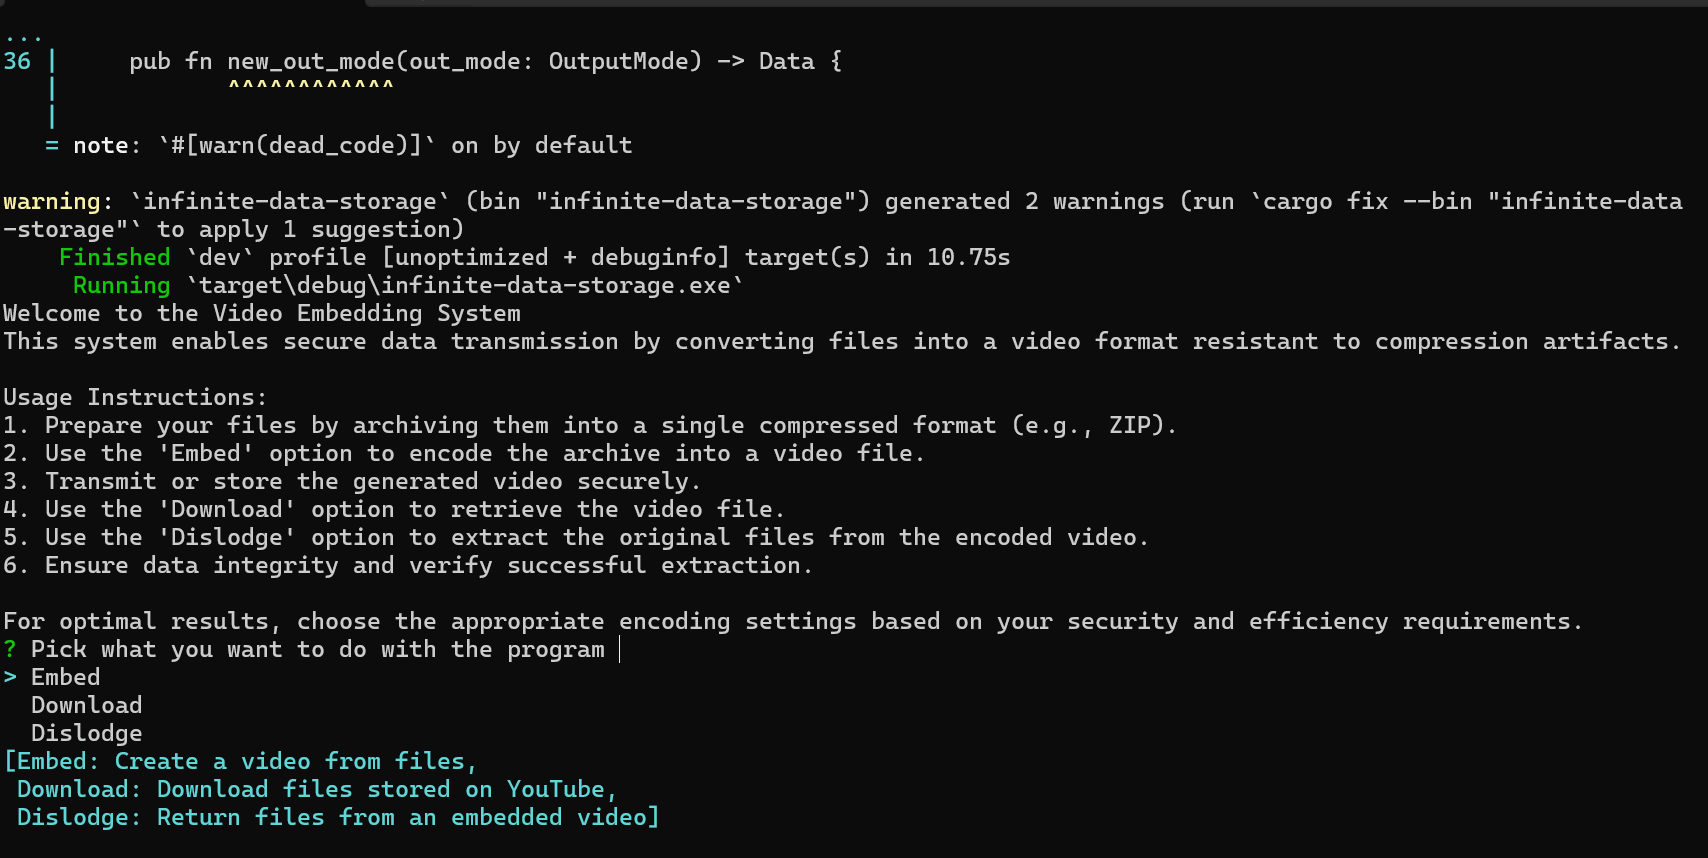 ...
36 |     pub fn new_out_mode(out_mode: OutputMode) -> Data {
   |            ^^^^^^^^^^^^
   |
   = note: `#[warn(dead_code)]` on by default
warning: `infinite-data-storage` (bin "infinite-data-storage") generated 2 warnings (run `cargo fix --bin "infinite-data
-storage"` to apply 1 suggestion)
    Finished `dev` profile [unoptimized + debuginfo] target(s) in 10.75s
     Running `target\debug\infinite-data-storage.exe`
Welcome to the Video Embedding System
This system enables secure data transmission by converting files into a video format resistant to compression artifacts.
Usage Instructions:
1. Prepare your files by archiving them into a single compressed format (e.g., ZIP).
2. Use the 'Embed' option to encode the archive into a video file.
3. Transmit or store the generated video securely.
4. Use the 'Download' option to retrieve the video file.
5. Use the 'Dislodge' option to extract the original files from the encoded video.
6. Ensure data integrity and verify successful extraction.
For optimal results, choose the appropriate encoding settings based on your security and efficiency requirements.
? Pick what you want to do with the program
> Embed
  Download
  Dislodge
[Embed: Create a video from files,
 Download: Download files stored on YouTube,
 Dislodge: Return files from an embedded video]